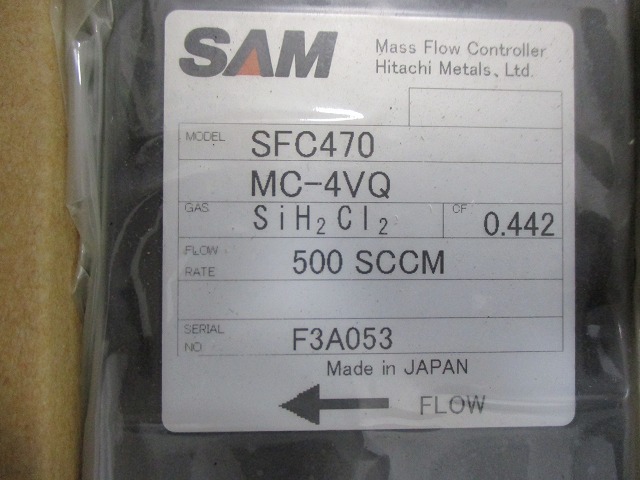 SAM
Mass Flow Controller
Hitachi Metals, Ltd.
MODEL SFC470
MC-4VQ
GAS SiH₂Cl₂ CF 0.442
FLOW RATE 500 SCCM
SERIAL NO F3A053
Made in JAPAN
FLOW